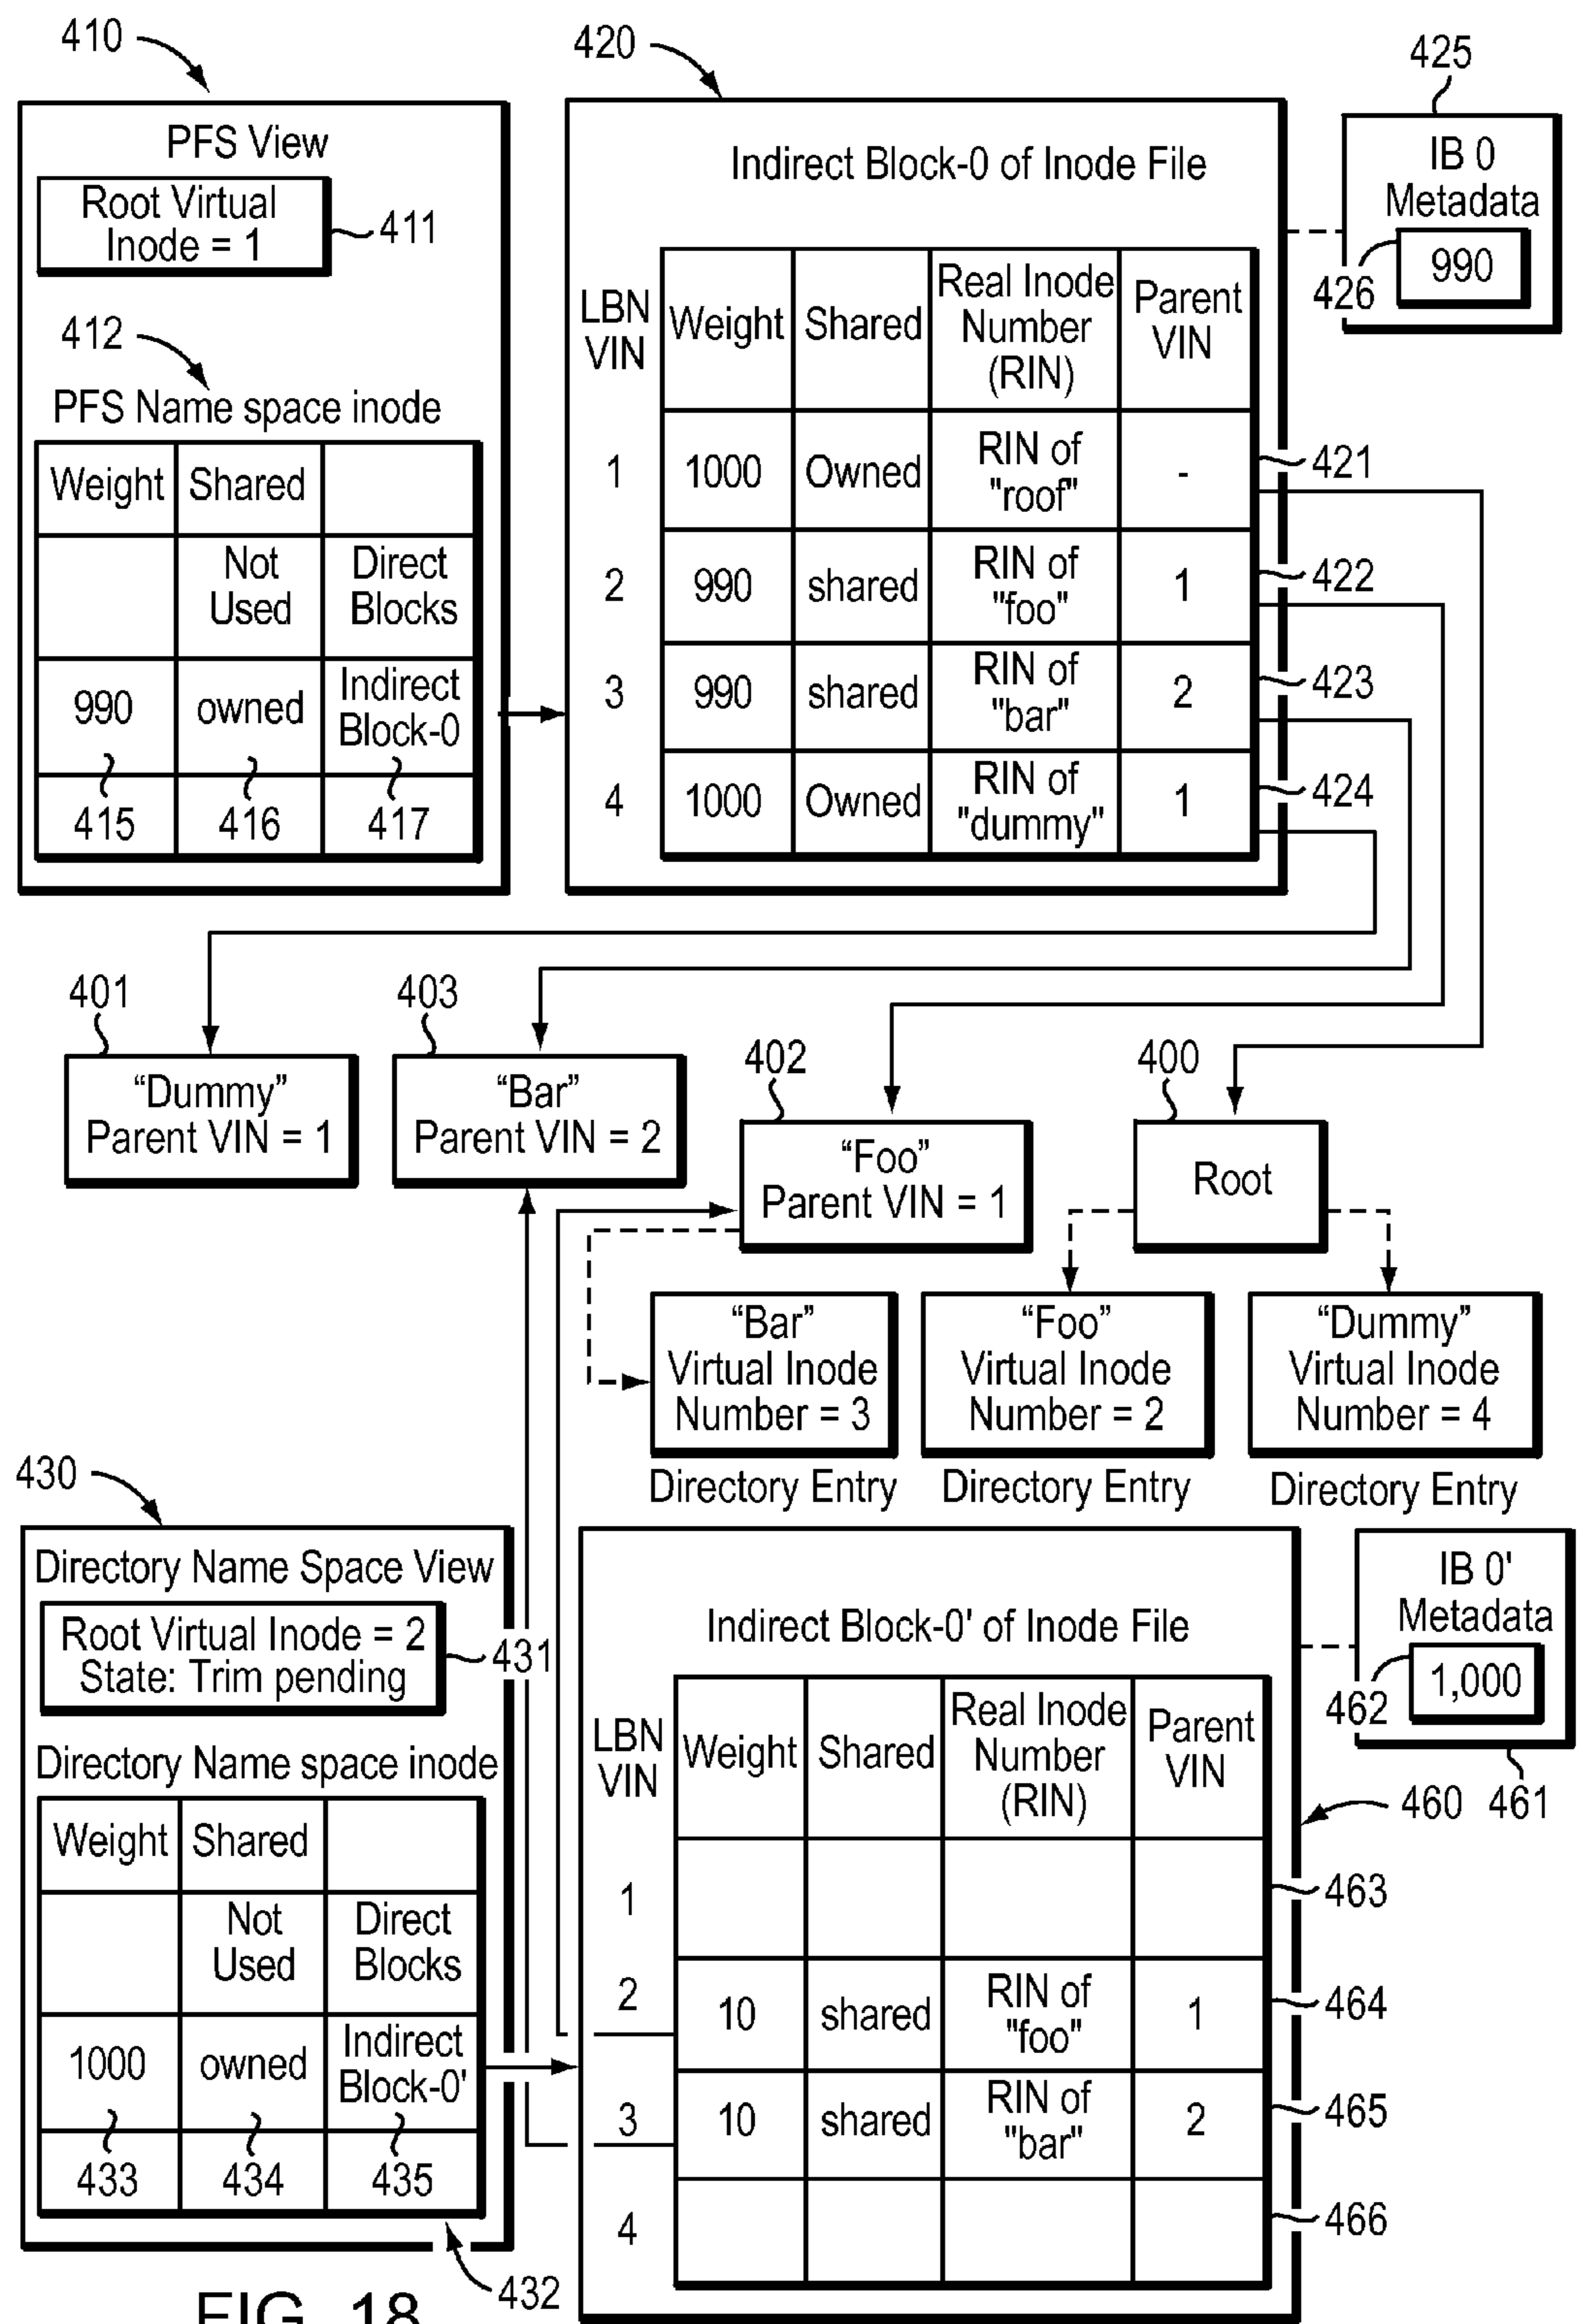 410
PFS View
Root Virtual
Inode = 1
411
412
PFS Name space inode
Weight Shared
Not
Used
Direct
Blocks
990 owned Indirect
Block-0
415 416 417
420
Indirect Block-0 of Inode File
LBN
VIN
Weight Shared
Real Inode
Number
(RIN)
Parent
VIN
1 1000 Owned RIN of
"roof" -
421
2 990 shared RIN of
"foo" 1
422
3 990 shared RIN of
"bar" 2
423
4 1000 Owned RIN of
"dummy" 1
424
425
IB 0
Metadata
990
426
401
“Dummy”
Parent VIN = 1
403
“Bar”
Parent VIN = 2
402
“Foo”
Parent VIN = 1
400
Root
“Bar”
Virtual Inode
Number = 3
Directory Entry
“Foo”
Virtual Inode
Number = 2
Directory Entry
“Dummy”
Virtual Inode
Number = 4
Directory Entry
430
Directory Name Space View
Root Virtual Inode = 2
State: Trim pending
431
Directory Name space inode
Weight Shared
Not
Used
Direct
Blocks
1000 owned Indirect
Block-0'
433 434 435
432
Indirect Block-0' of Inode File
LBN
VIN
Weight Shared
Real Inode
Number
(RIN)
Parent
VIN
1
463
2 10 shared RIN of
"foo" 1
464
3 10 shared RIN of
"bar" 2
465
4
466
IB 0'
Metadata
1,000
462
460 461
FIG. 18